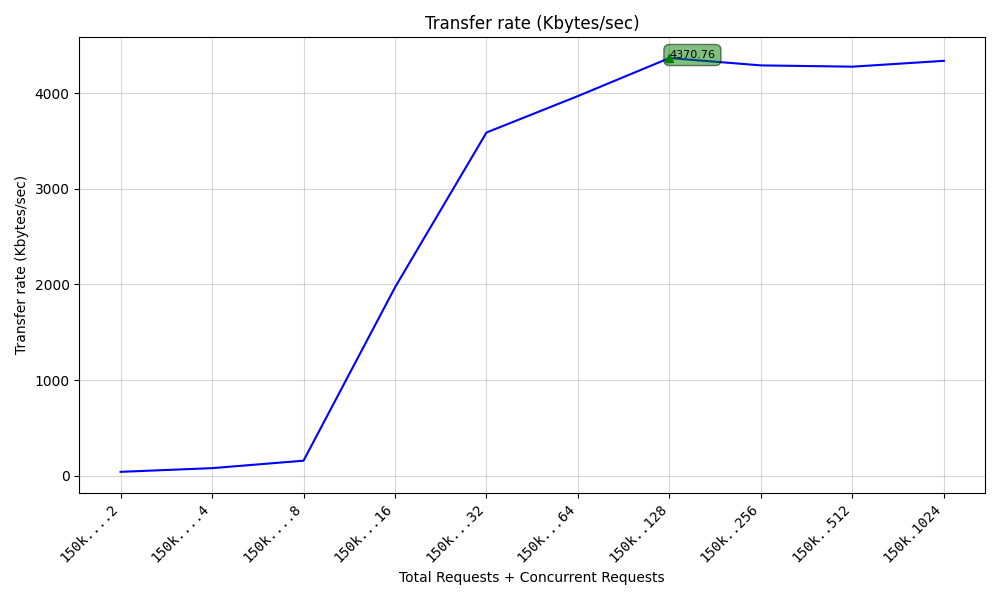 Transfer rate (Kbytes/sec)
4370.76
Transfer rate (Kbytes/sec)
4000
3000
2000
1000
0
150k....2
150k....4
150k....8
150k...16
150k...32
150k...64
150k..128
150k..256
150k..512
150k.1024
Total Requests + Concurrent Requests